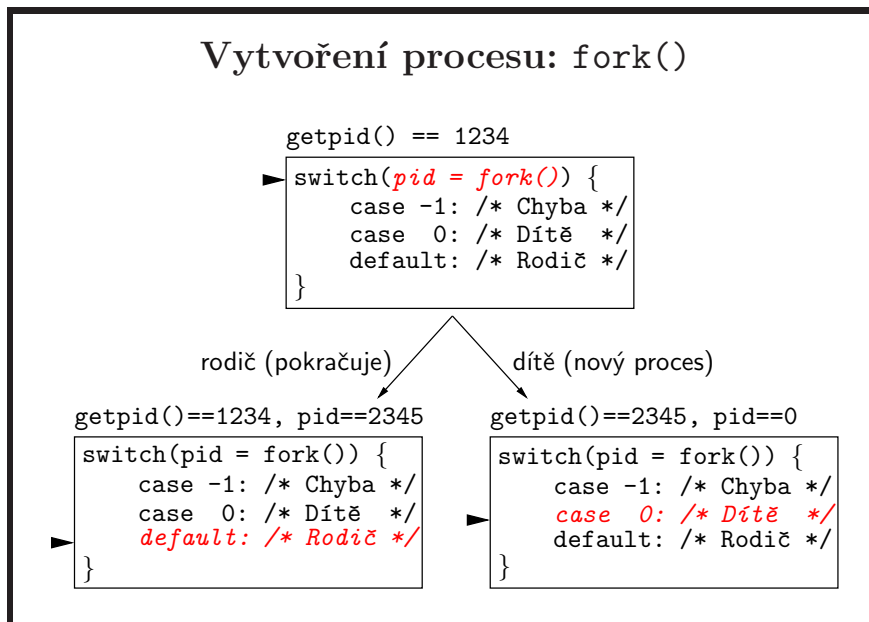 Vytvoření procesu: fork()
getpid() == 1234
switch(pid = fork()) {
case -1: /* Chyba */
case 0: /* Dítě */
default: /* Rodič */
}
rodič (pokračuje)
dítě (nový proces)
getpid()==1234, pid==2345
switch(pid = fork()) {
case -1: /* Chyba */
case 0: /* Dítě */
default: /* Rodič */
}
getpid()==2345, pid==0
switch(pid = fork()) {
case -1: /* Chyba */
case 0: /* Dítě */
default: /* Rodič */
}